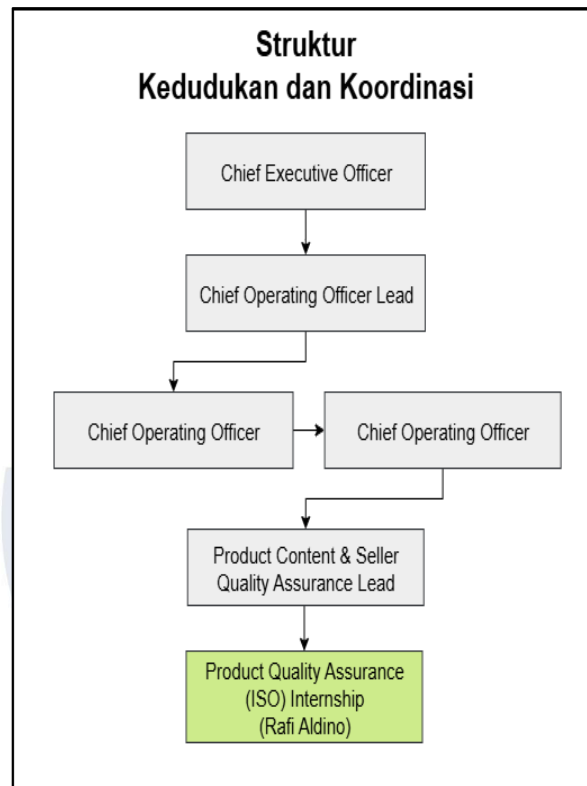 Struktur
Kedudukan dan Koordinasi
Chief Executive Officer
Chief Operating Officer Lead
Chief Operating Officer
Chief Operating Officer
Product Content & Seller
Quality Assurance Lead
Product Quality Assurance
(ISO) Internship
(Rafi Aldino)